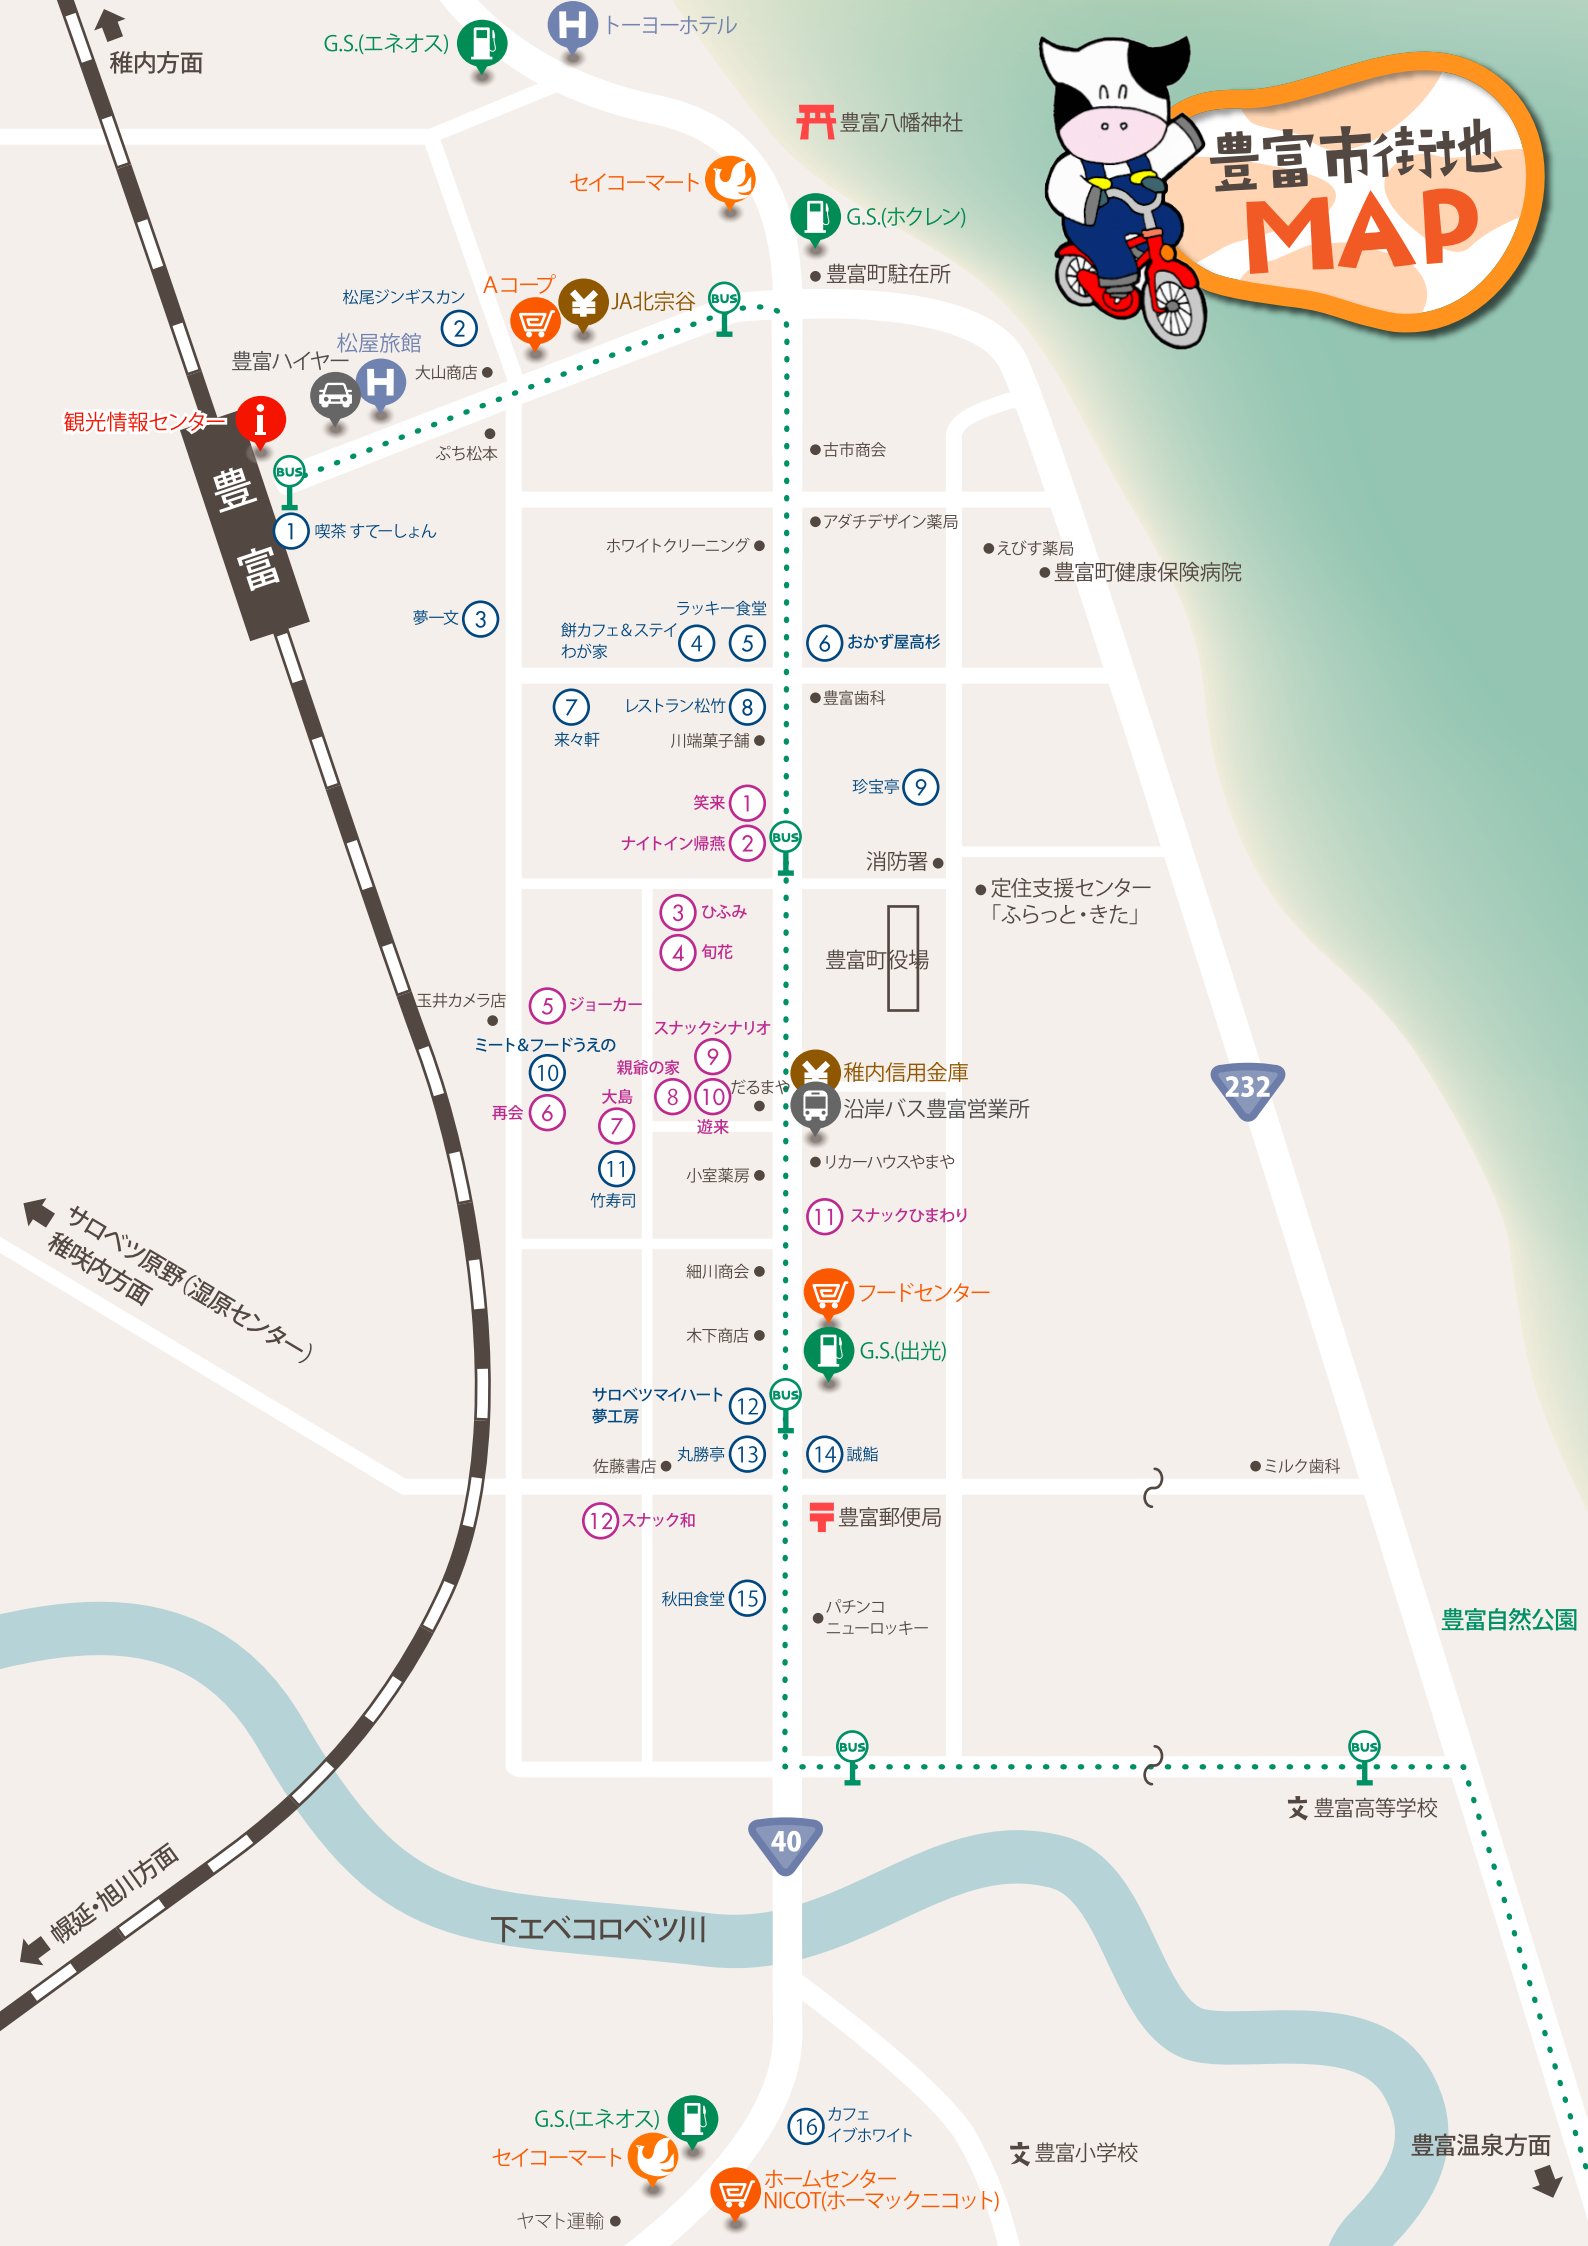 豊富市街地
MAP
稚内方面
G.S.(エネオス)
H
トーヨーホテル
豊富八幡神社
セイコーマート
G.S.(ホクレン)
豊富町駐在所
Aコープ
JA北宗谷
BUS
松尾ジンギスカン
2
松屋旅館
H
豊富ハイヤー
大山商店
観光情報センター
i
ぷち松本
BUS
豊富
1
喫茶 すてーしょん
古市商会
アダチデザイン薬局
ホワイトクリーニング
えびす薬局
豊富町健康保険病院
夢一文
3
ラッキー食堂
餅カフェ&ステイ
わが家
4
5
6
おかず屋高杉
7
来々軒
レストラン松竹
8
豊富歯科
川端菓子舗
笑来
1
珍宝亭
9
ナイトイン帰燕
2
BUS
消防署
定住支援センター
「ふらっと・きた」
3
ひふみ
4
旬花
豊富町役場
玉井カメラ店
5
ジョーカー
スナックシナリオ
9
ミート&フードうえの
10
親爺の家
8
10
遊来
だるまや
稚内信用金庫
沿岸バス豊富営業所
232
再会
6
大島
7
11
竹寿司
小室薬房
リカーハウスやまや
11
スナックひまわり
サロベツ原野(湿原センター)
稚咲内方面
細川商会
フードセンター
木下商店
G.S.(出光)
サロベツマイハート
夢工房
12
BUS
佐藤書店
丸勝亭
13
14
誠鮨
ミルク歯科
12
スナック和
豊富郵便局
秋田食堂
15
パチンコ
ニューロッキー
豊富自然公園
BUS
BUS
豊富高等学校
40
幌延・旭川方面
下エベコロベツ川
G.S.(エネオス)
セイコーマート
16
カフェ
イブホワイト
豊富小学校
豊富温泉方面
ホームセンター
NICOT(ホーマックニコット)
ヤマト運輸